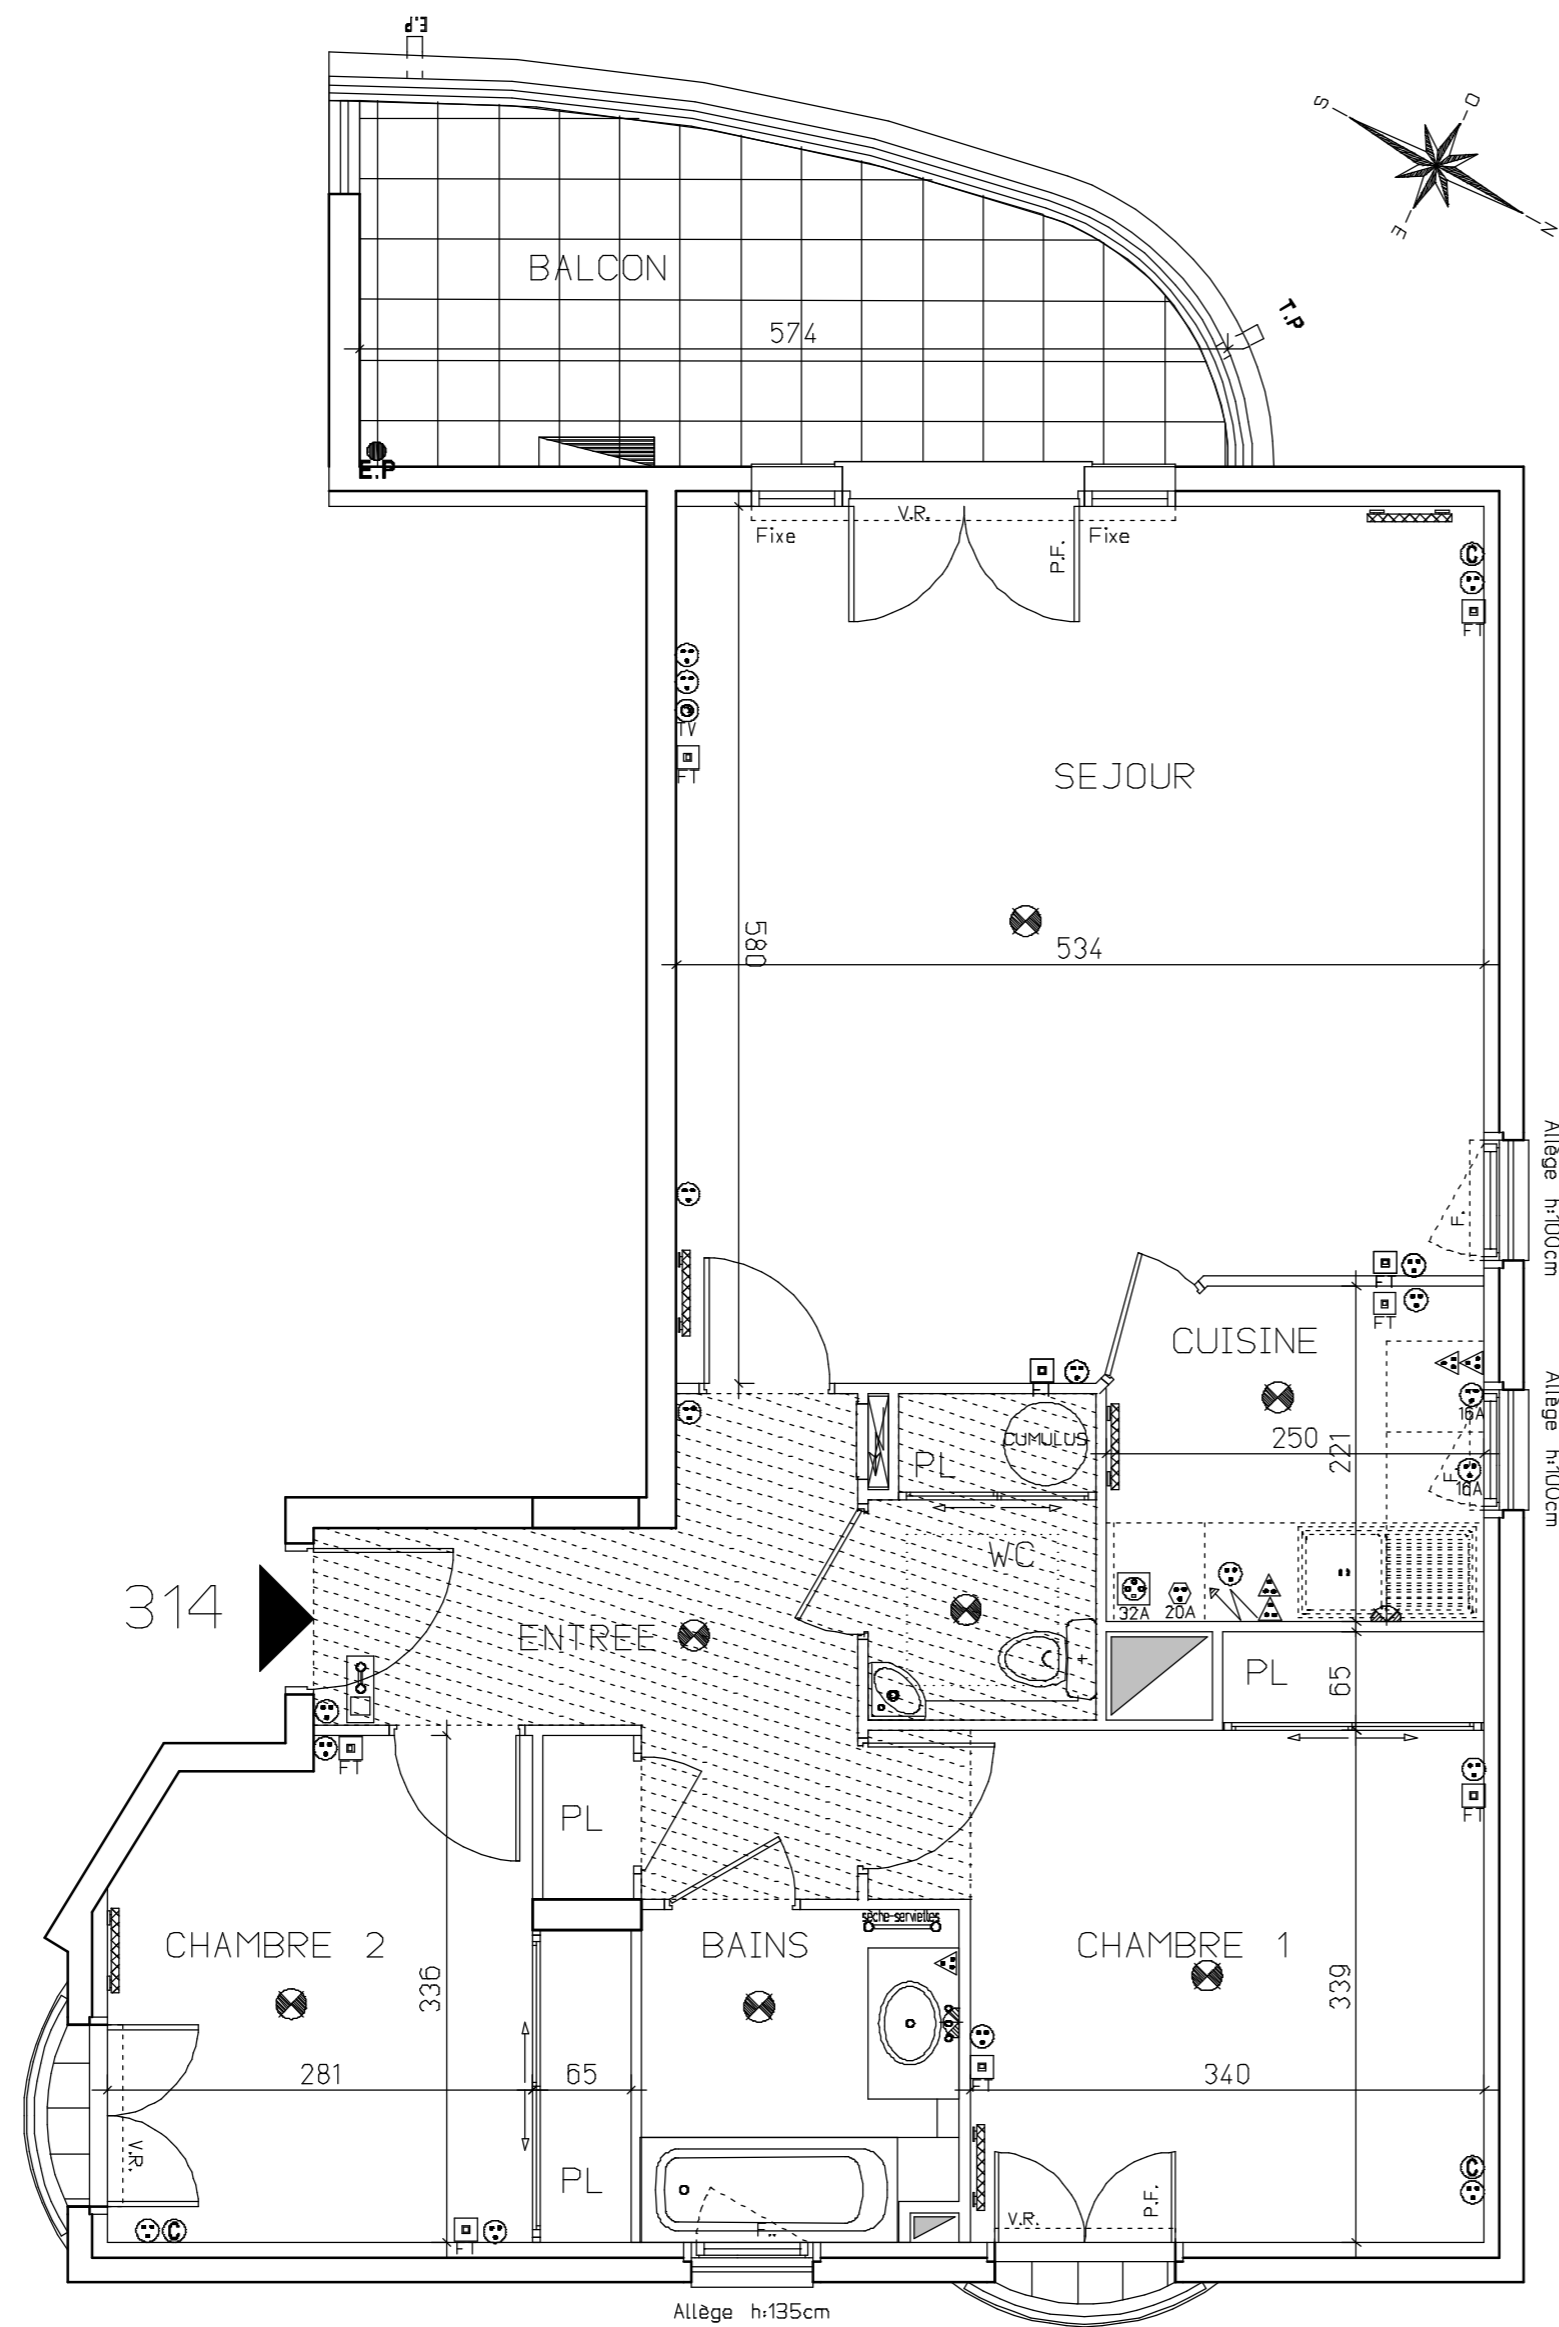 E.P
S
O
E
N
BALCON
574
T.P
E.P
V.R.
Fixe
P.F.
Fixe
C
FT
TV
FT
SEJOUR
580
534
Allège h:100cm
F.
FT
FT
CUISINE
FT
CUMULUS
PL
250
221
16A
F.
16A
Allège h:100cm
WC
32A
20A
314
ENTREE
PL
65
FT
FT
PL
sèche-serviettes
CHAMBRE 2
BAINS
CHAMBRE 1
336
339
281
65
340
FT
V.R.
PL
C
FT
F.
V.R.
P.F.
C
Allège h:135cm